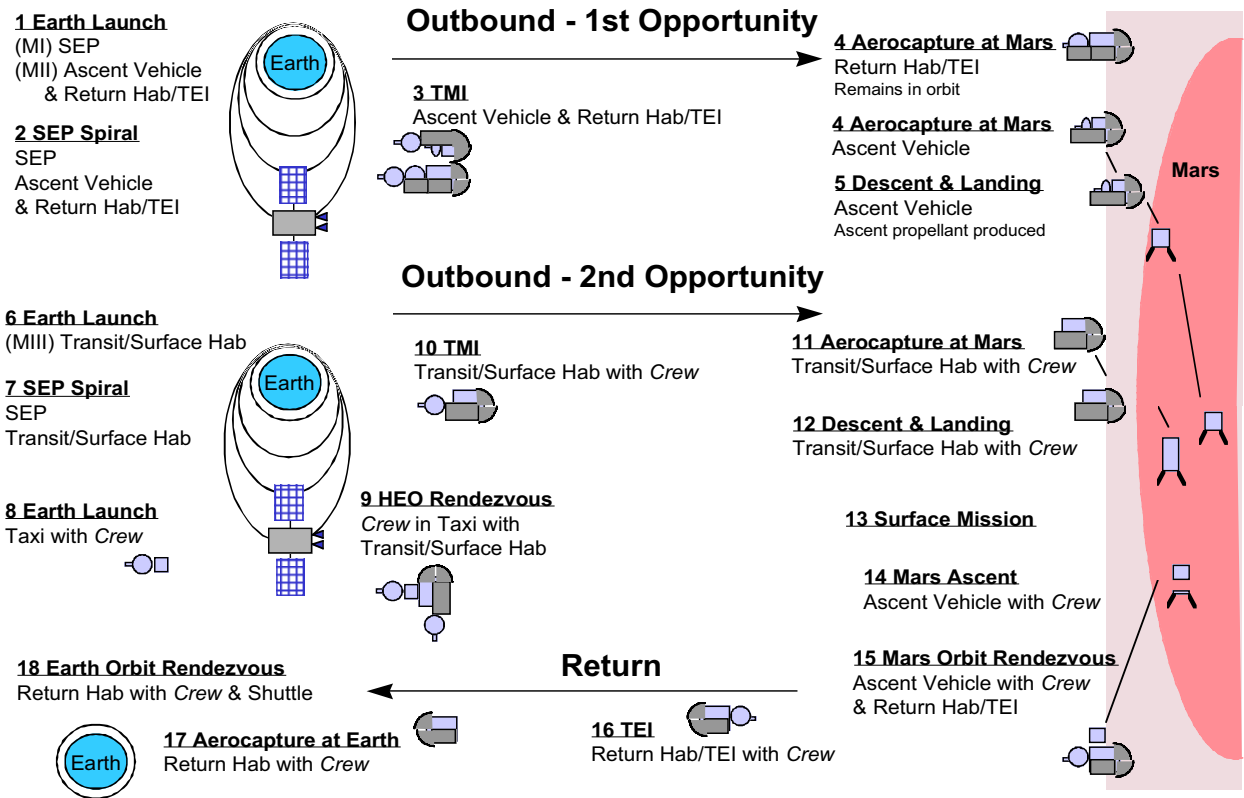 Outbound - 1st Opportunity
1 Earth Launch
(MI) SEP
(MII) Ascent Vehicle
& Return Hab/TEI
2 SEP Spiral
SEP
Ascent Vehicle
& Return Hab/TEI
Earth
3 TMI
Ascent Vehicle & Return Hab/TEI
4 Aerocapture at Mars
Return Hab/TEI
Remains in orbit
4 Aerocapture at Mars
Ascent Vehicle
5 Descent & Landing
Ascent Vehicle
Ascent propellant produced
Mars
Outbound - 2nd Opportunity
6 Earth Launch
(MIII) Transit/Surface Hab
7 SEP Spiral
SEP
Transit/Surface Hab
8 Earth Launch
Taxi with Crew
Earth
9 HEO Rendezvous
Crew in Taxi with
Transit/Surface Hab
10 TMI
Transit/Surface Hab with Crew
11 Aerocapture at Mars
Transit/Surface Hab with Crew
12 Descent & Landing
Transit/Surface Hab with Crew
13 Surface Mission
14 Mars Ascent
Ascent Vehicle with Crew
15 Mars Orbit Rendezvous
Ascent Vehicle with Crew
& Return Hab/TEI
Return
16 TEI
Return Hab/TEI with Crew
17 Aerocapture at Earth
Return Hab with Crew
18 Earth Orbit Rendezvous
Return Hab with Crew & Shuttle
Earth